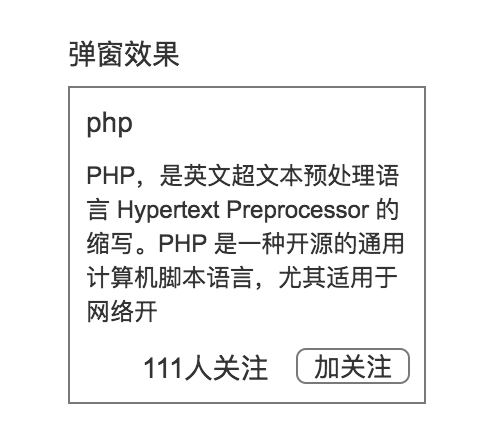 弹窗效果
php
PHP，是英文超文本预处理语
言 Hypertext Preprocessor 的
缩写。PHP 是一种开源的通用
计算机脚本语言，尤其适用于
网络开
111人关注 加关注